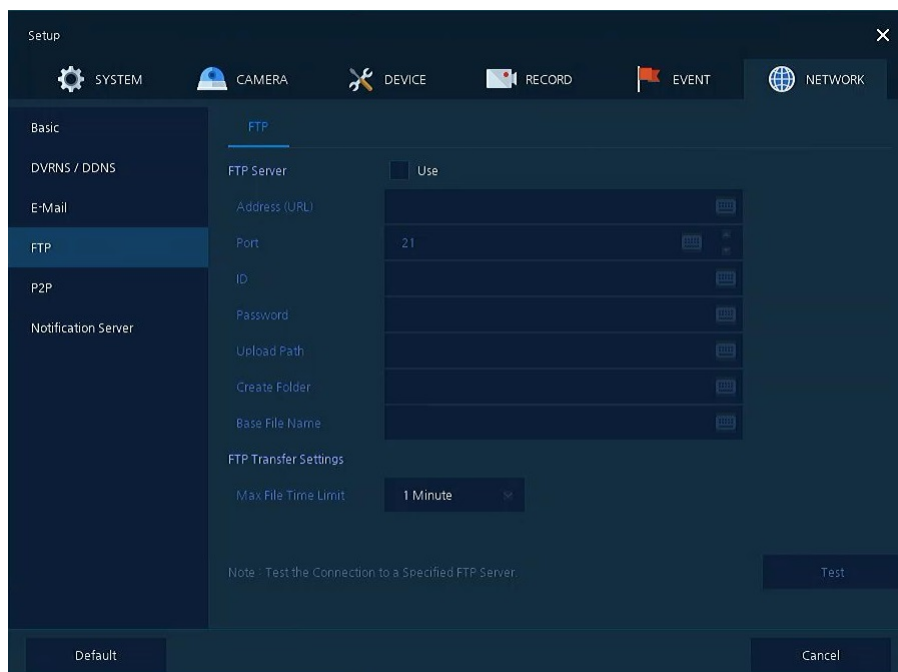 Setup
SYSTEM CAMERA DEVICE RECORD EVENT NETWORK
Basic
DVRNS / DDNS
E-Mail
FTP
P2P
Notification Server
FTP
FTP Server Use
Address (URL)
Port 21
ID
Password
Upload Path
Create Folder
Base File Name
FTP Transfer Settings
Max File Time Limit 1 Minute
Note : Test the Connection to a Specified FTP Server. Test
Default Cancel